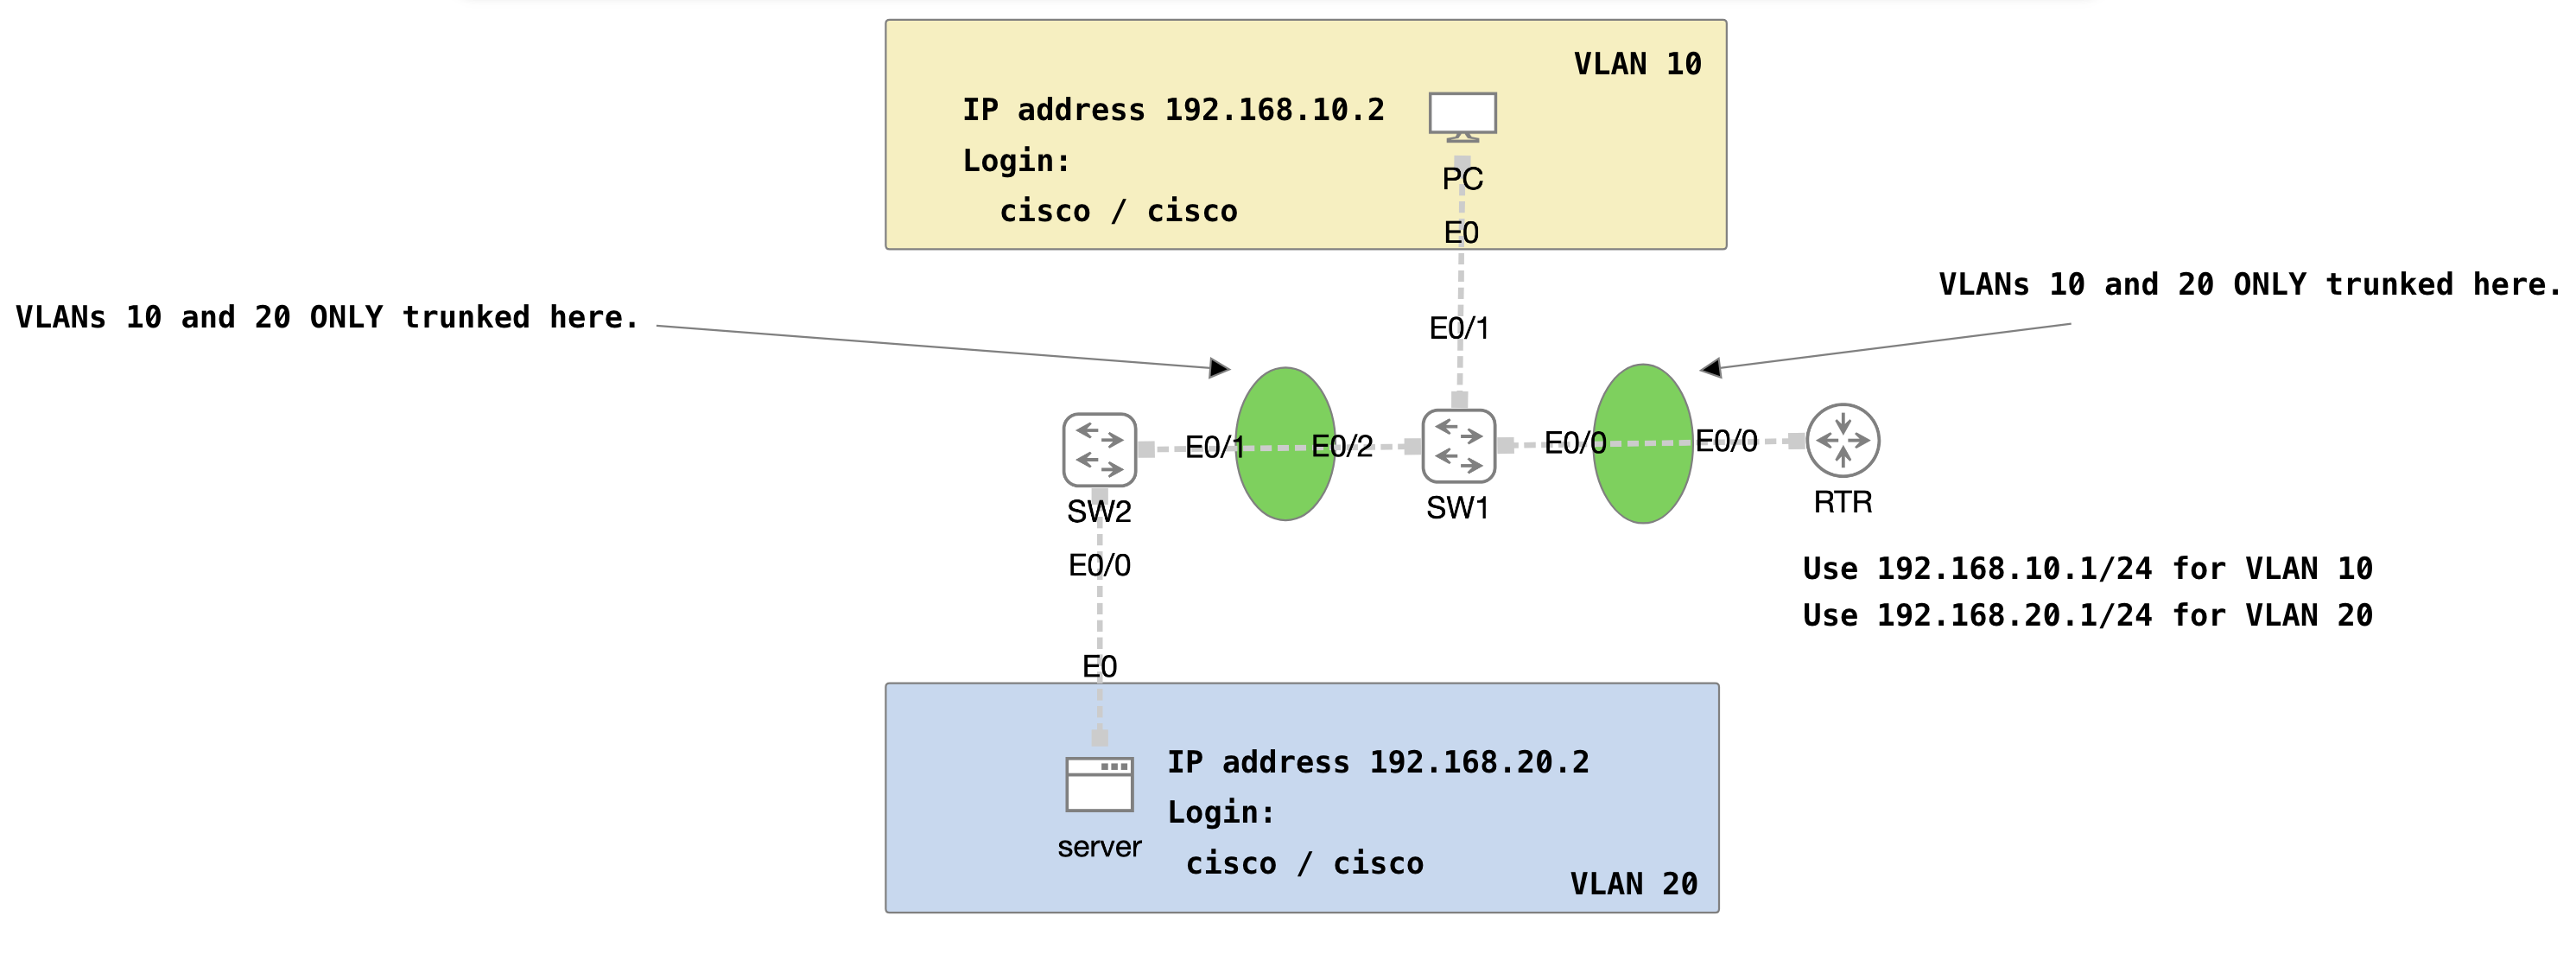 VLAN 10
IP address 192.168.10.2
Login:
cisco / cisco
PC
E0
VLANs 10 and 20 ONLY trunked here.
VLANs 10 and 20 ONLY trunked here.
E0/1
E0/1
E0/2
E0/0
E0/0
SW2
SW1
RTR
E0/0
Use 192.168.10.1/24 for VLAN 10
Use 192.168.20.1/24 for VLAN 20
E0
IP address 192.168.20.2
Login:
cisco / cisco
server
VLAN 20